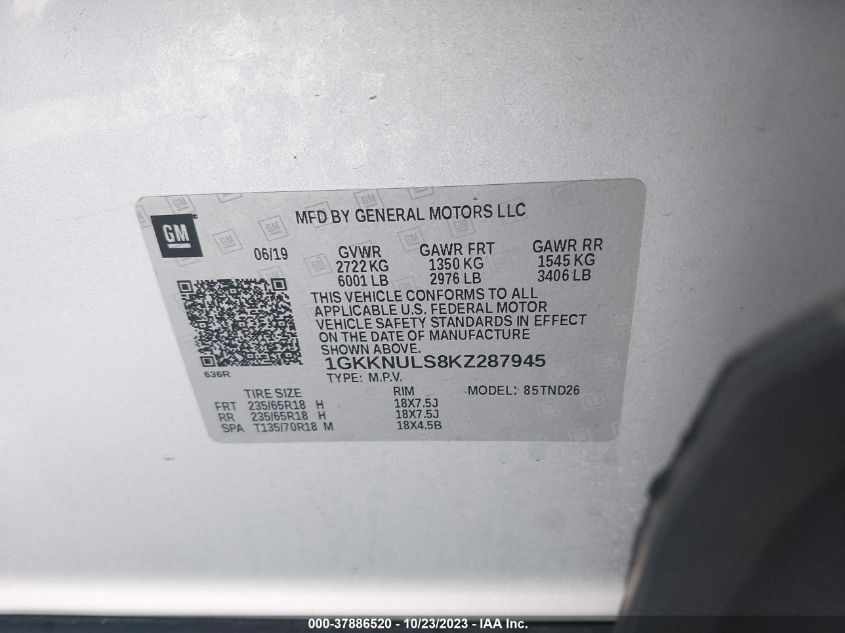 GM
MFD BY GENERAL MOTORS LLC
06/19
GVWR GAWR FRT GAWR RR
2722 KG 1350 KG 1545 KG
6001 LB 2976 LB 3406 LB
THIS VEHICLE CONFORMS TO ALL
APPLICABLE U.S. FEDERAL MOTOR
VEHICLE SAFETY STANDARDS IN EFFECT
ON THE DATE OF MANUFACTURE
SHOWN ABOVE.
1GKKNULS8KZ287945
636R
TYPE: M.P.V.
TIRE SIZE RIM MODEL: 85TND26
FRT 235/65R18 H 18X7.5J
RR 235/65R18 H 18X7.5J
SPA T135/70R18 M 18X4.5B
000-37886520 - 10/23/2023 - IAA Inc.